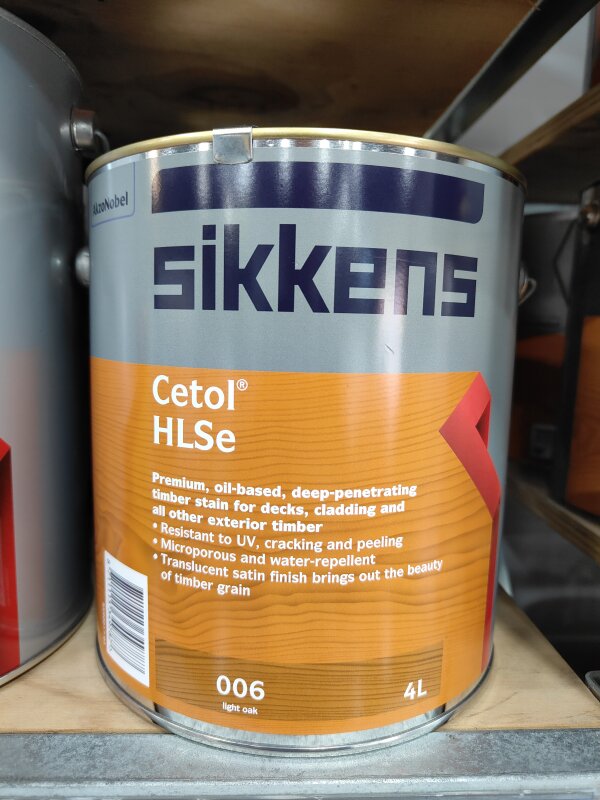 AkzoNobel
sikkens
Cetol®
HLSe
Premium, oil-based, deep-penetrating
timber stain for decks, cladding and
all other exterior timber
• Resistant to UV, cracking and peeling
• Microporous and water-repellent
• Translucent satin finish brings out the beauty
of timber grain
006
light oak
4L